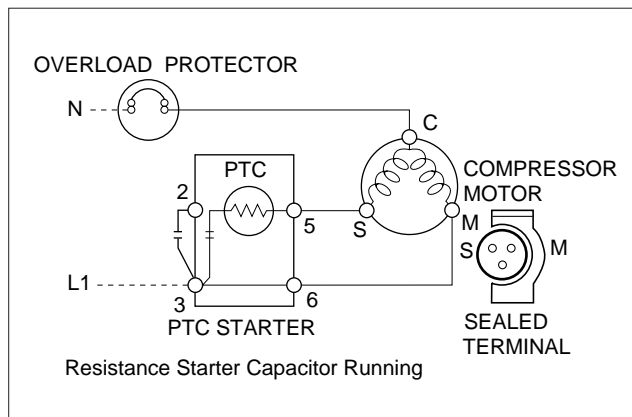 OVERLOAD PROTECTOR
N
C
PTC
COMPRESSOR
MOTOR
2
5
S
M
S
M
L1
3
6
PTC STARTER
SEALED
TERMINAL
Resistance Starter Capacitor Running